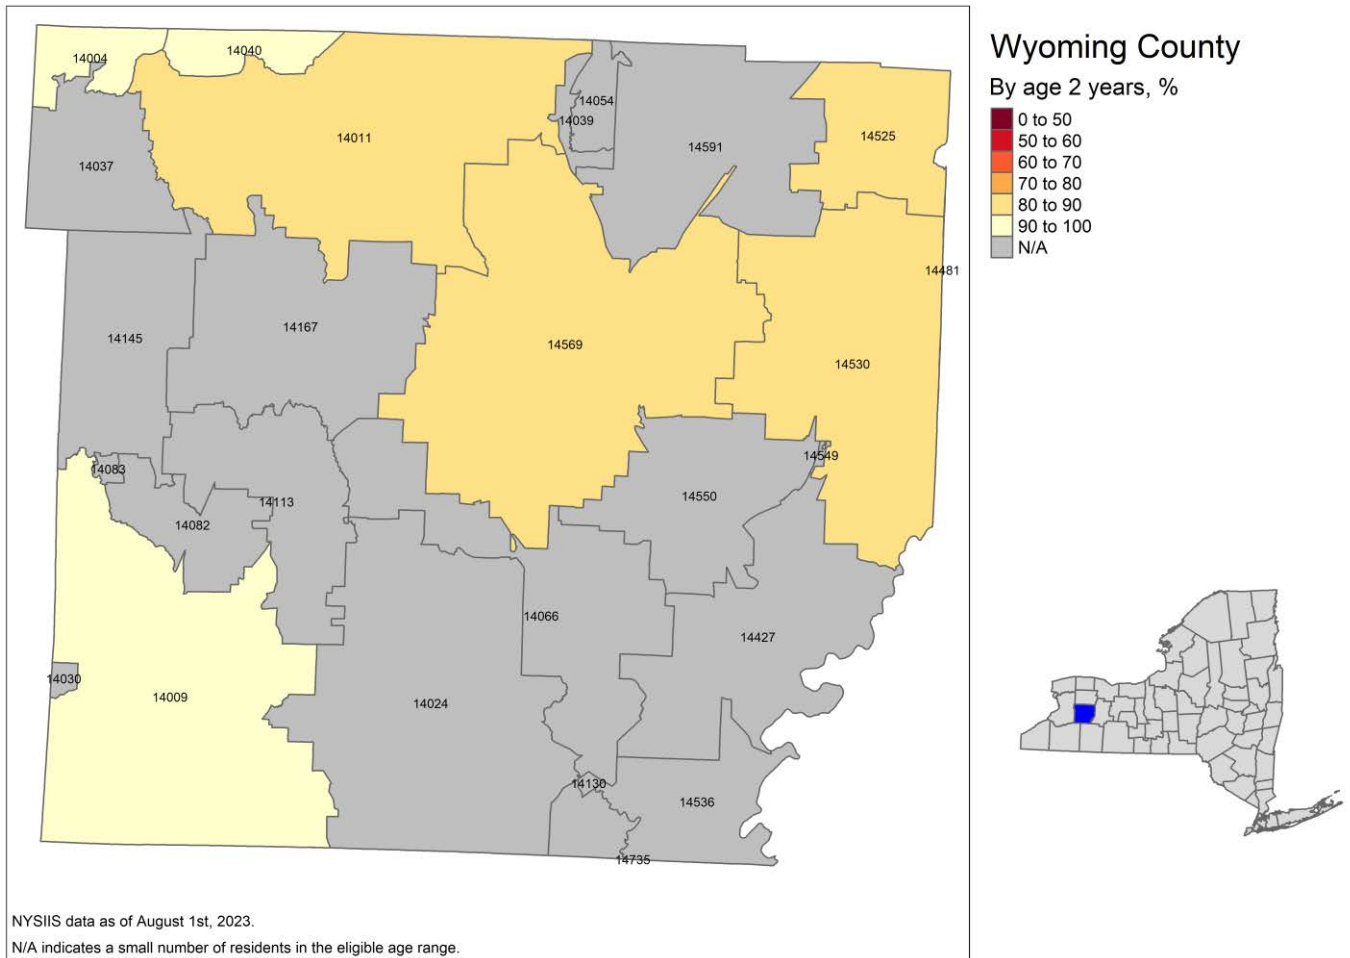 Wyoming County
By age 2 years, %
0 to 50
50 to 60
60 to 70
70 to 80
80 to 90
90 to 100
N/A
14004
14040
14054
14039
14011
14525
14591
14037
14481
14167
14145
14569
14530
14549
14083
14550
14113
14082
14066
14427
14030
14009
14024
14130
14536
14735
NYSIIS data as of August 1st, 2023.
N/A indicates a small number of residents in the eligible age range.